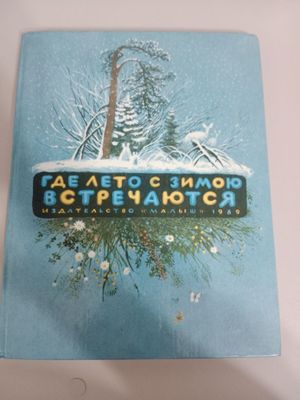 ГДЕ ЛЕТО С ЗИМОЮ
ВСТРЕЧАЮТСЯ
ИЗДАТЕЛЬСТВО «МАЛЫШ» 1969